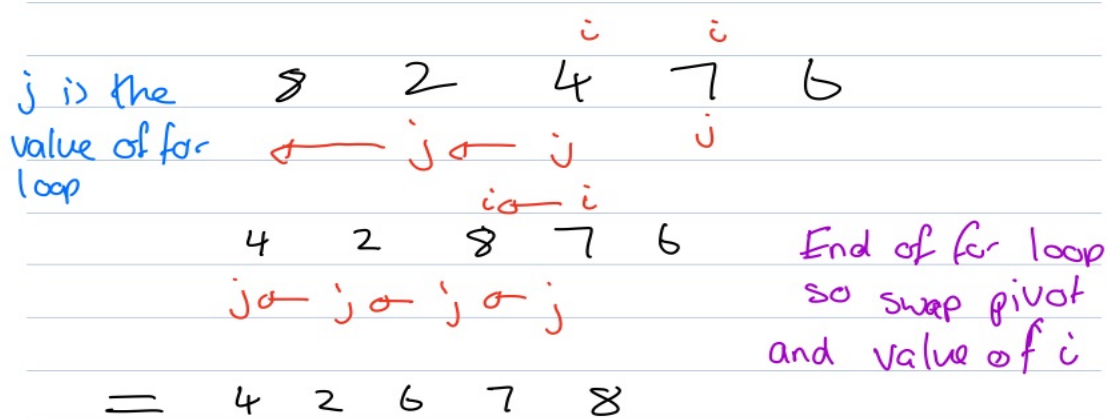 i i
j is the 8 2 4 7 6
value of for ← j ← j j
loop
i ← i
4 2 8 7 6 End of for loop
j ← j ← j ← j so swap pivot
and value of i
= 4 2 6 7 8